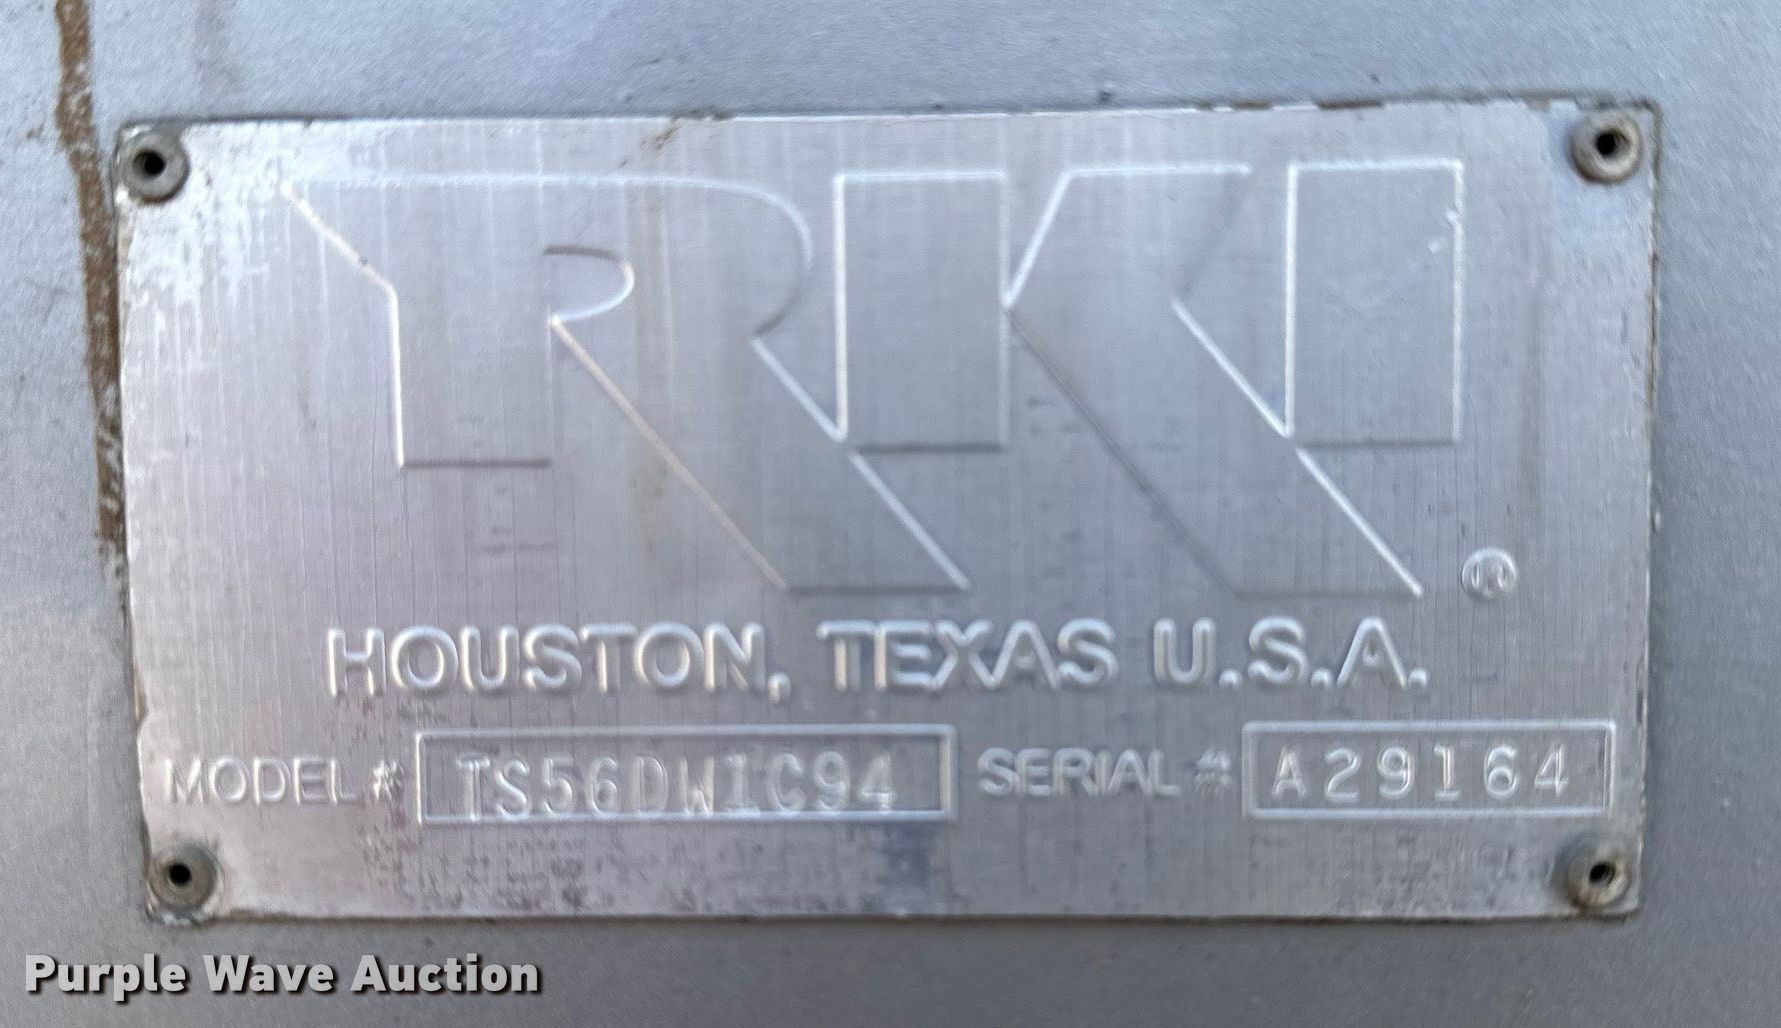 RKI ®
HOUSTON, TEXAS U.S.A.
MODEL # TS56DW1C94 SERIAL # A29164
Purple Wave Auction